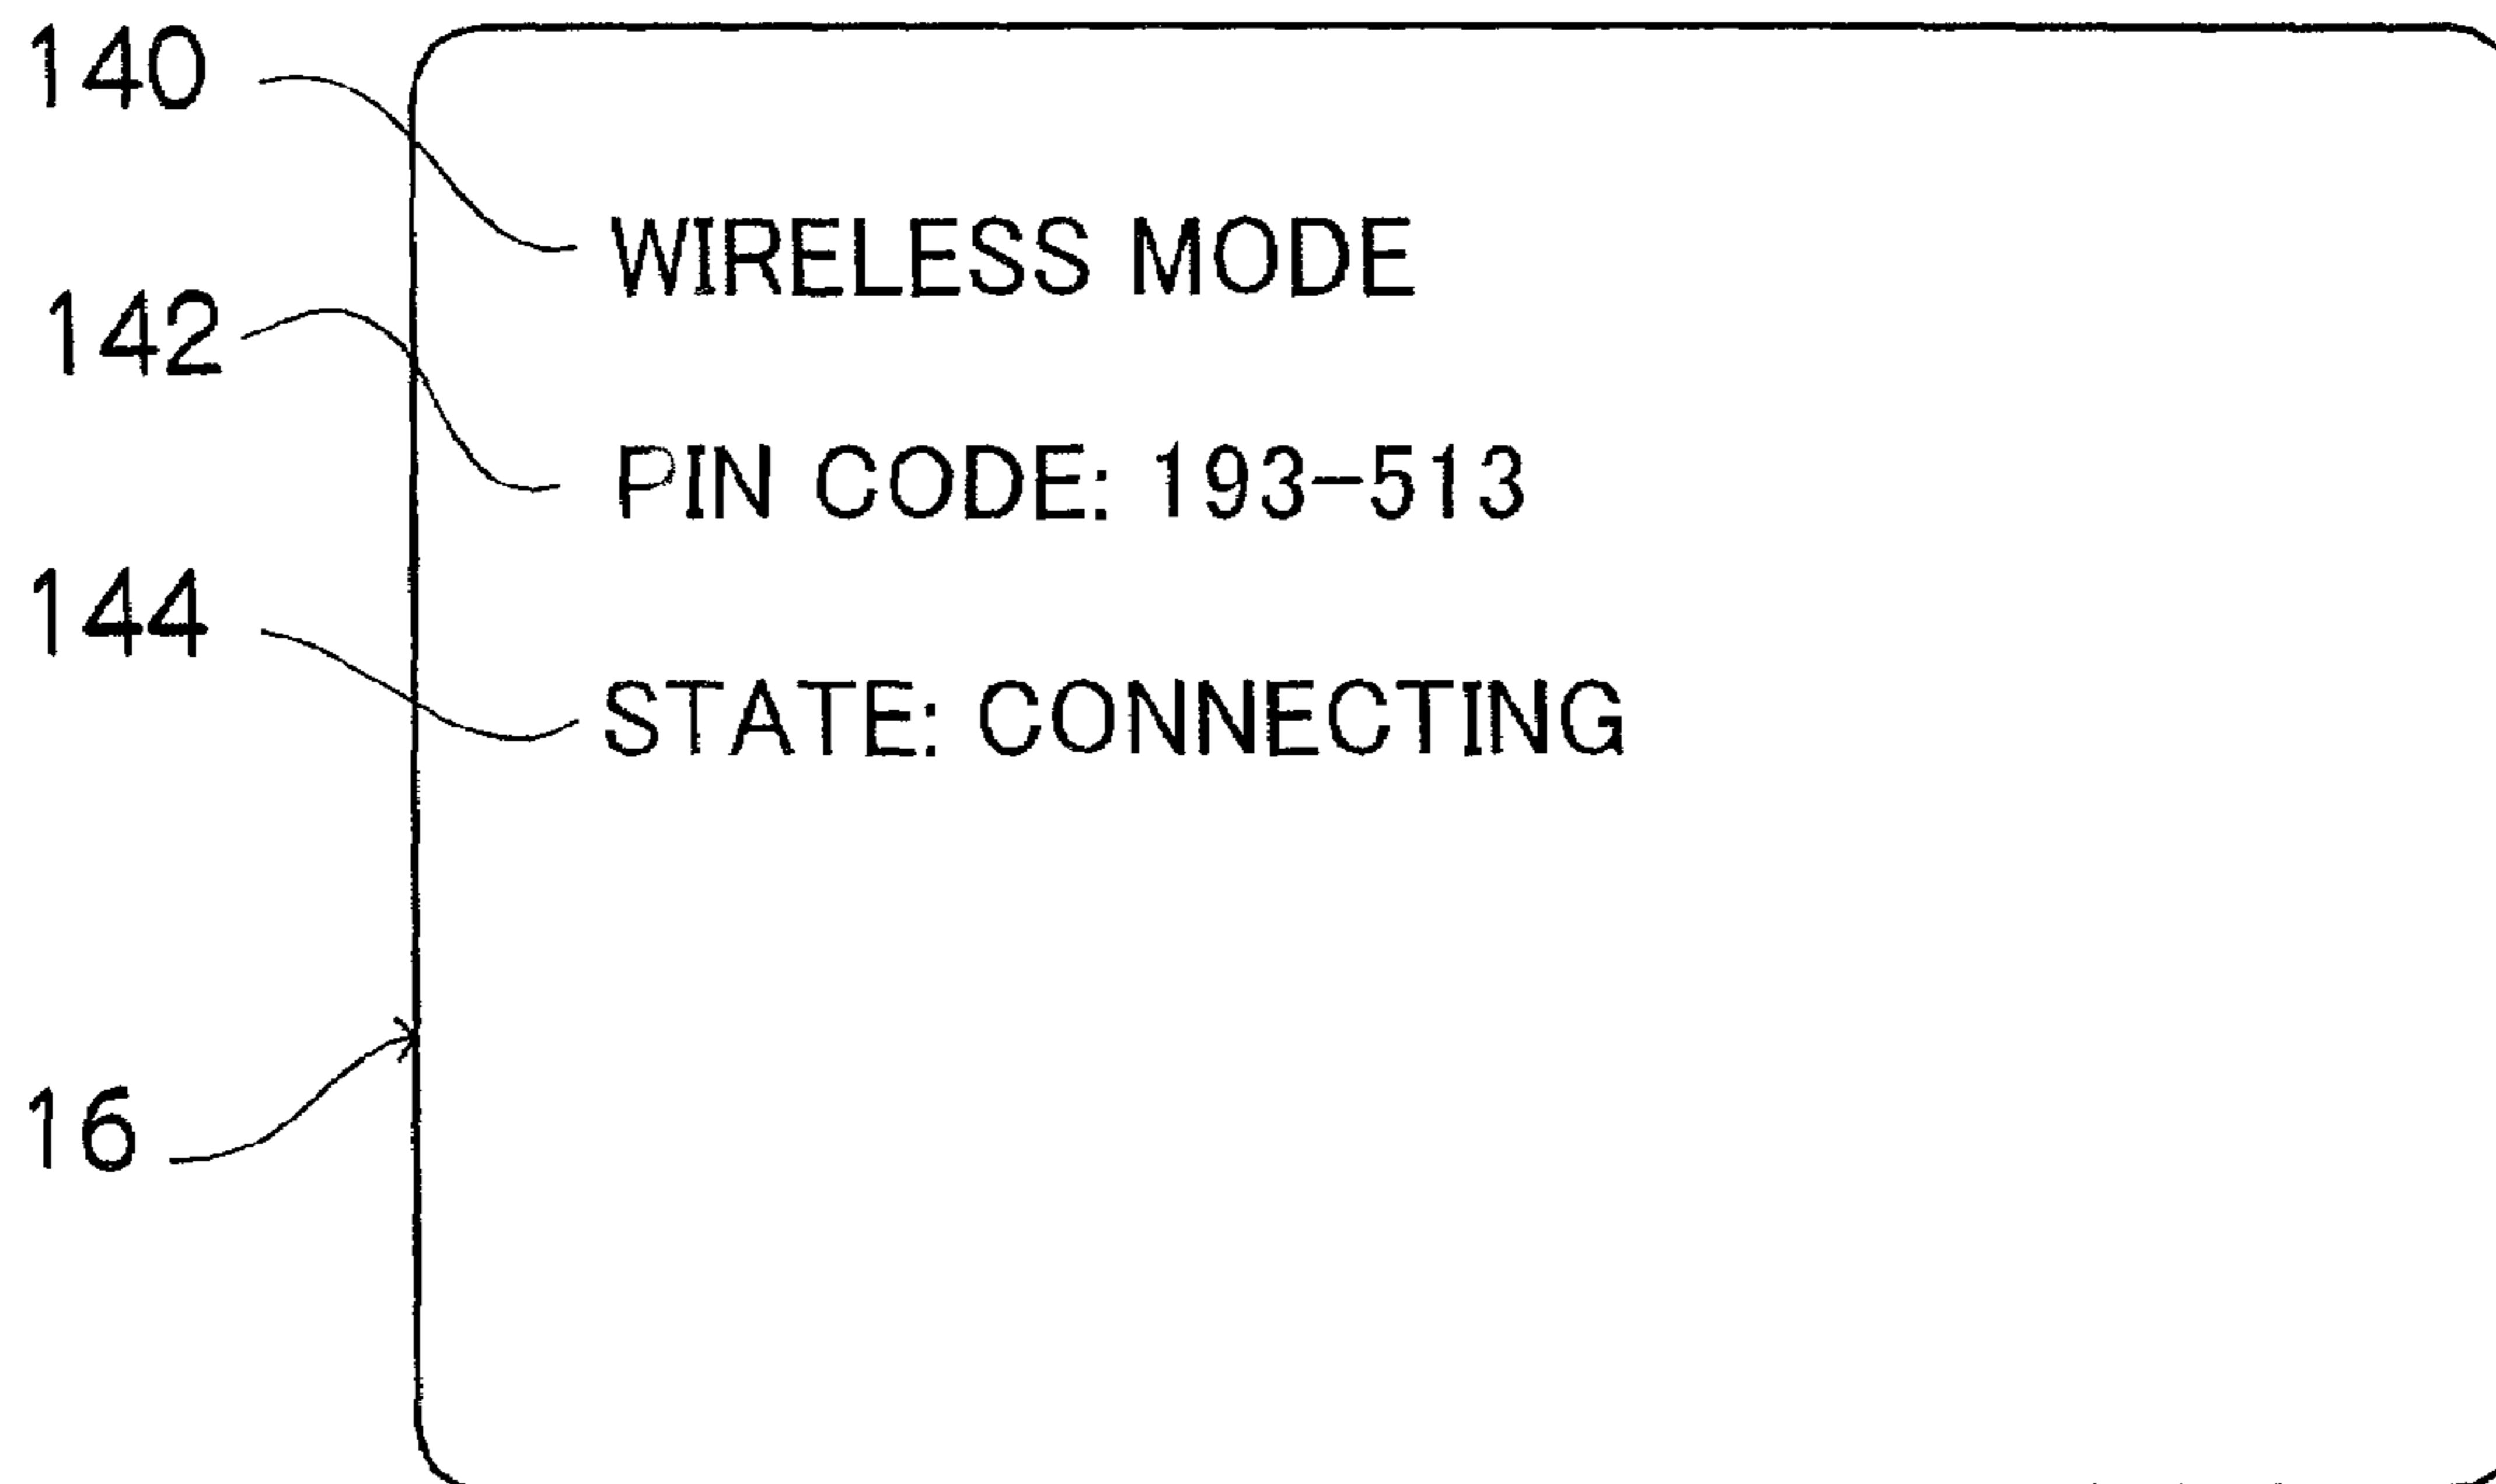 140
WIRELESS MODE
142
PIN CODE: 193-513
144
STATE: CONNECTING
16